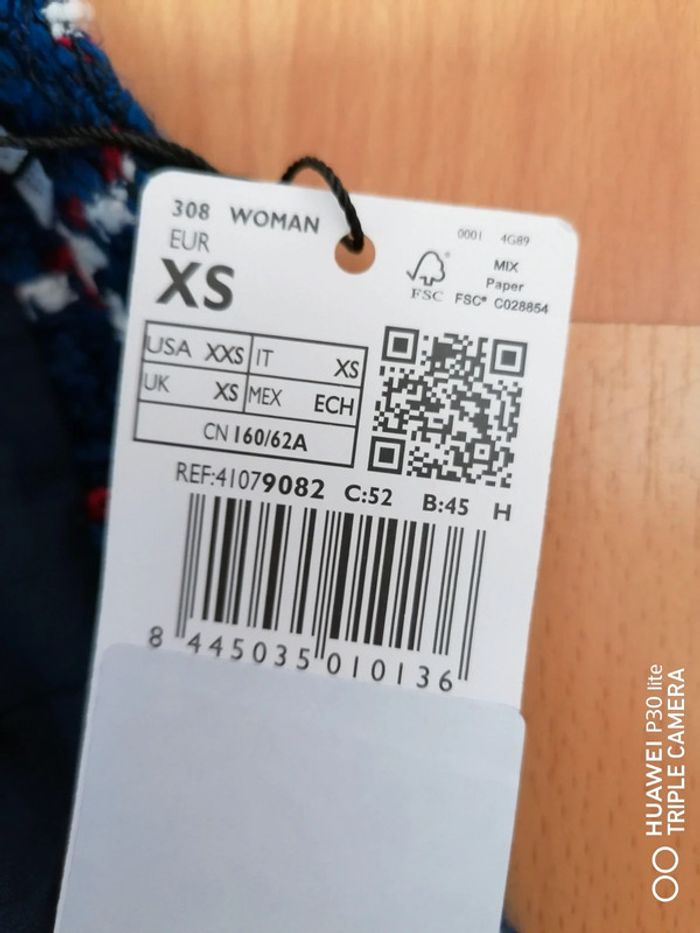 308 WOMAN
EUR
XS
0001 4G89
FSC®
MIX
Paper
FSC® C028854
USA XXS IT XS
UK XS MEX ECH
CN 160/62A
REF:41079082 C:52 B:45 H
8 445035 010136
HUAWEI P30 lite
TRIPLE CAMERA